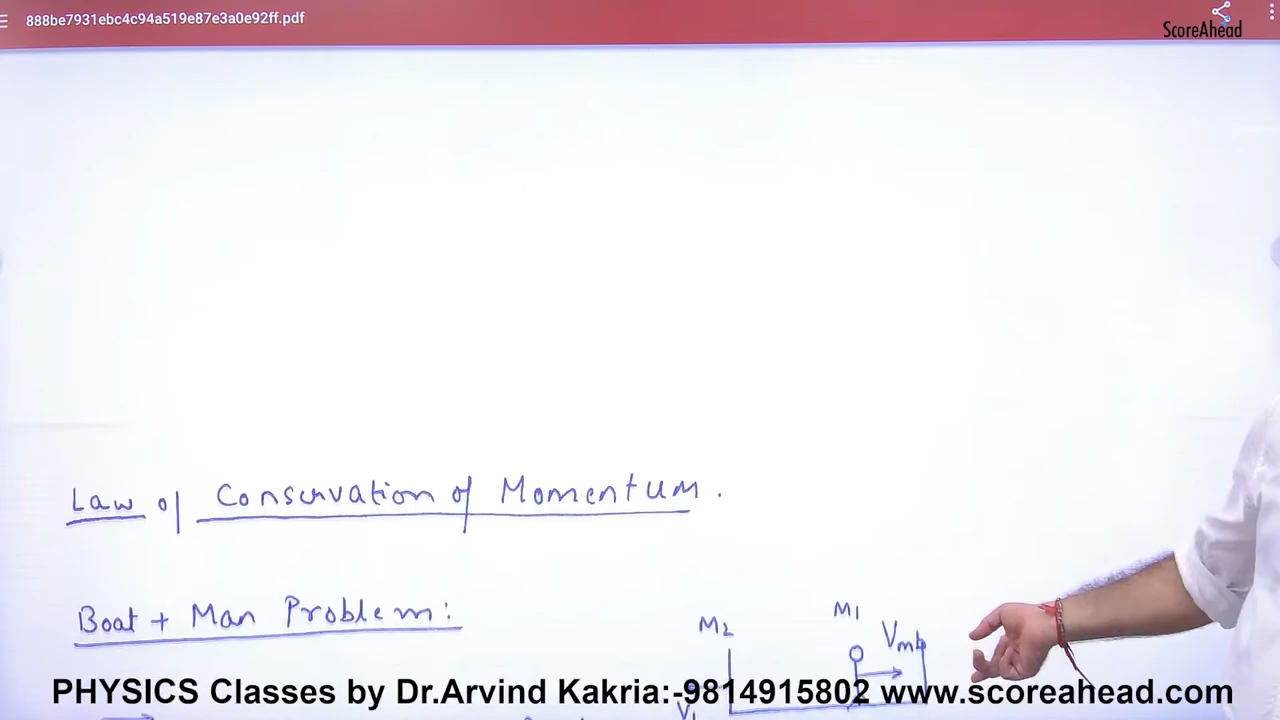 888be7931ebc4c94a519e87e3a0e92ff.pdf
ScoreAhead
Law of Conservation of Momentum.
Boat + Man Problem:
M2
M1
Vmb
PHYSICS Classes by Dr.Arvind Kakria:-9814915802 www.scoreahead.com
V1